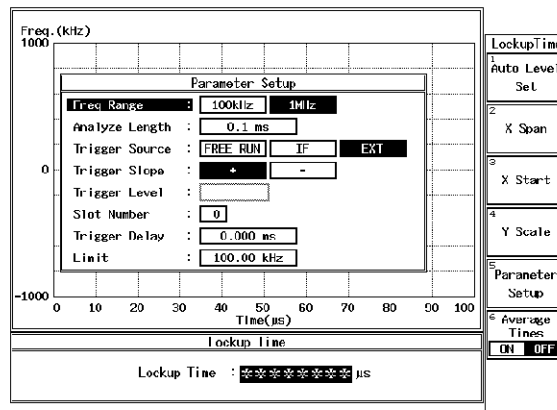 Freq.(kHz)
1000
0
-1000
0 10 20 30 40 50 60 70 80 90 100
Time(µs)
Parameter Setup
Freq Range : 100kHz 1MHz
Analyze Length : 0.1 ms
Trigger Source : FREE RUN IF EXT
Trigger Slope : + -
Trigger Level :
Slot Number : 0
Trigger Delay : 0.000 ms
Limit : 100.00 kHz
Lockup Time
Lockup Time : ******** µs
LockupTim
1
Auto Level
Set
2
X Span
3
X Start
4
Y Scale
5
Parameter
Setup
6
Average
Times
ON OFF